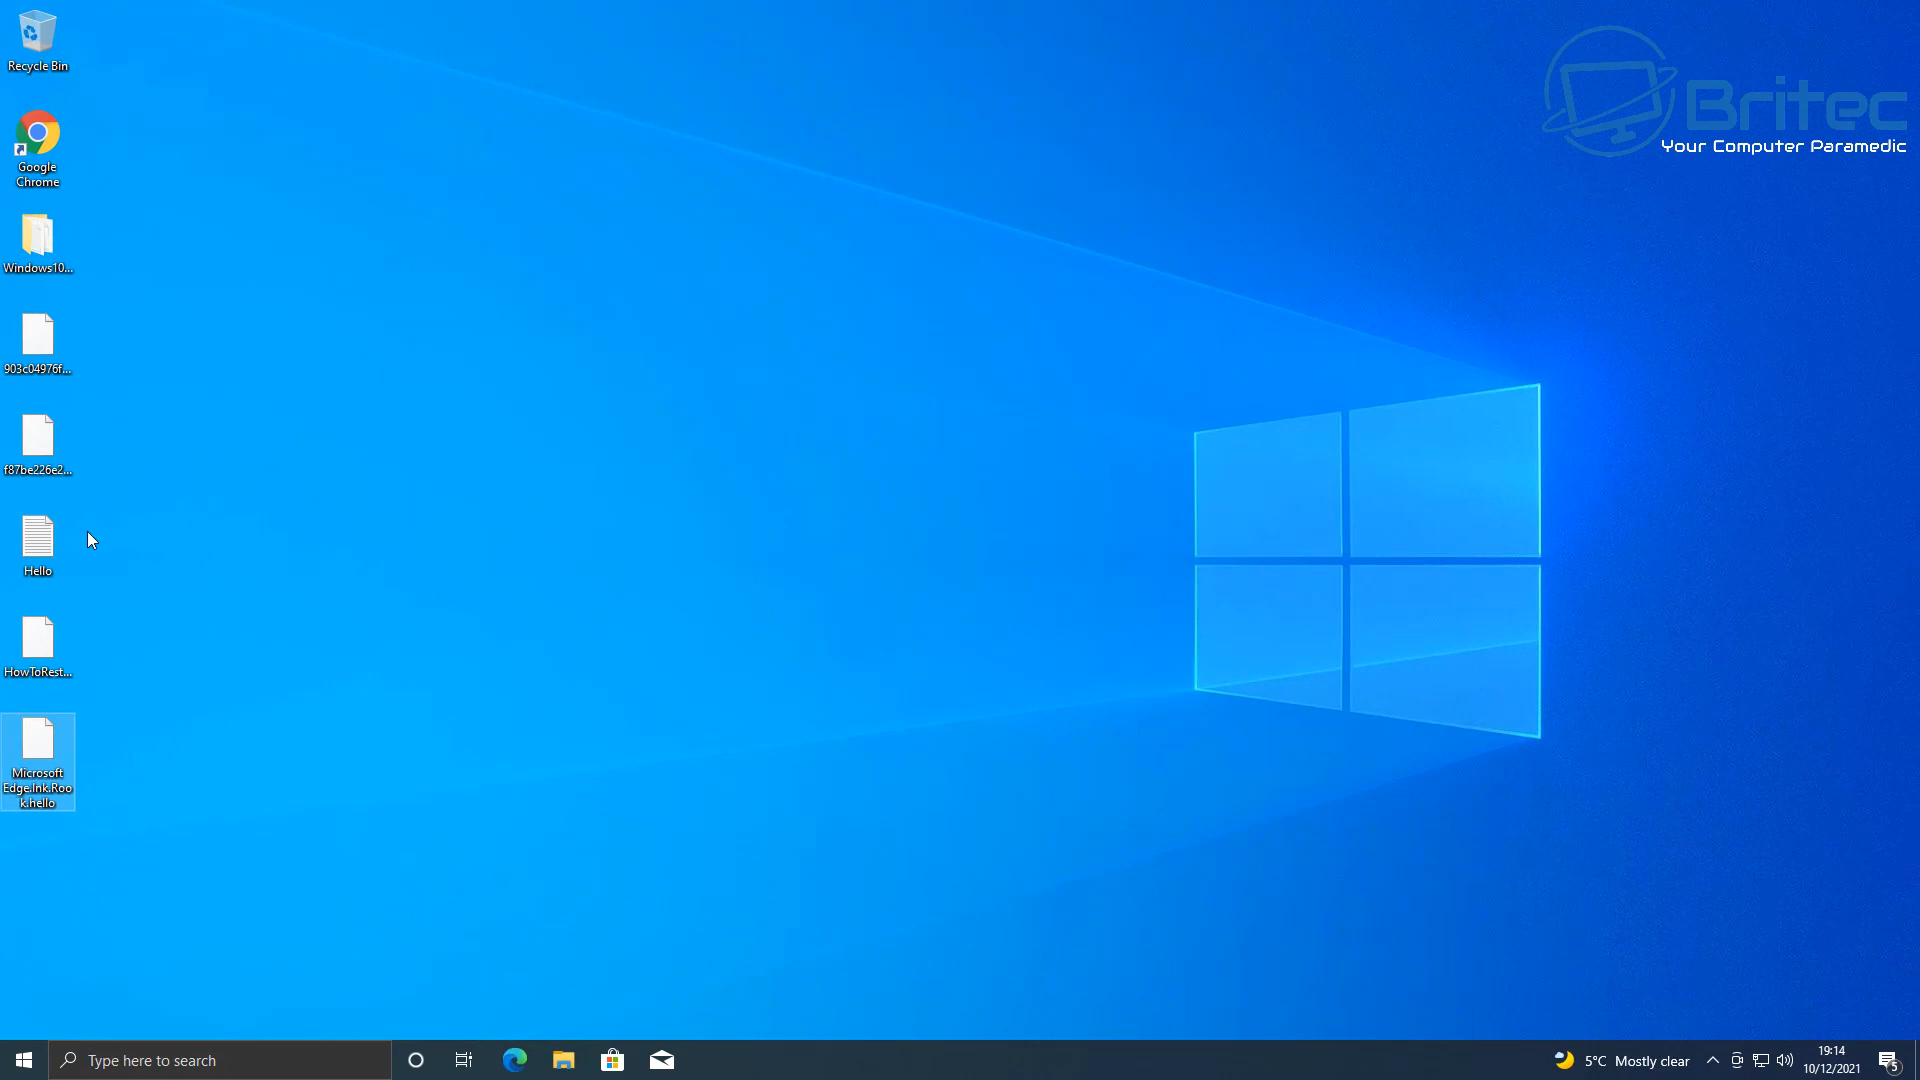 Recycle Bin
Britec
Your Computer Paramedic
Google
Chrome
Windows10...
903c04976f...
f87be226e2...
Hello
HowToRest...
Microsoft
Edge.lnk.Roo
k.hello
Type here to search
5°C Mostly clear
19:14
10/12/2021
5